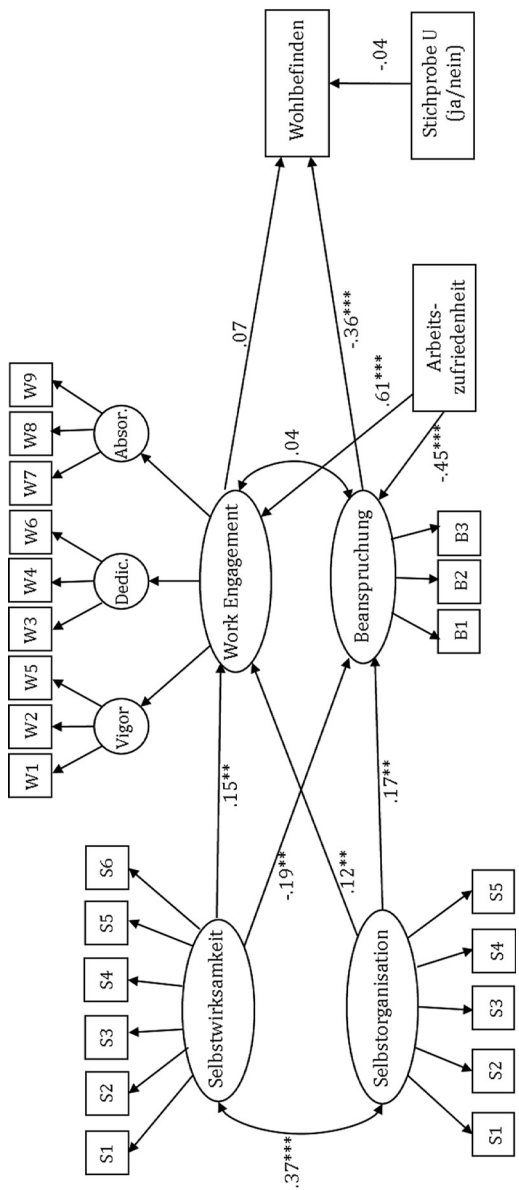 W1
W2
W5
W3
W4
W6
W7
W8
W9
Vigor
Dedic.
Absor.
S1
S2
S3
S4
S5
S6
Selbstwirksamkeit
.15**
Work Engagement
.07
Wohlbefinden
-.04
Stichprobe U
(ja/nein)
.37***
-.19**
.12**
.04
.61***
-.36***
Selbstorganisation
.17**
Beanspruchung
-.45***
Arbeits-
zufriedenheit
S1
S2
S3
S4
S5
B1
B2
B3